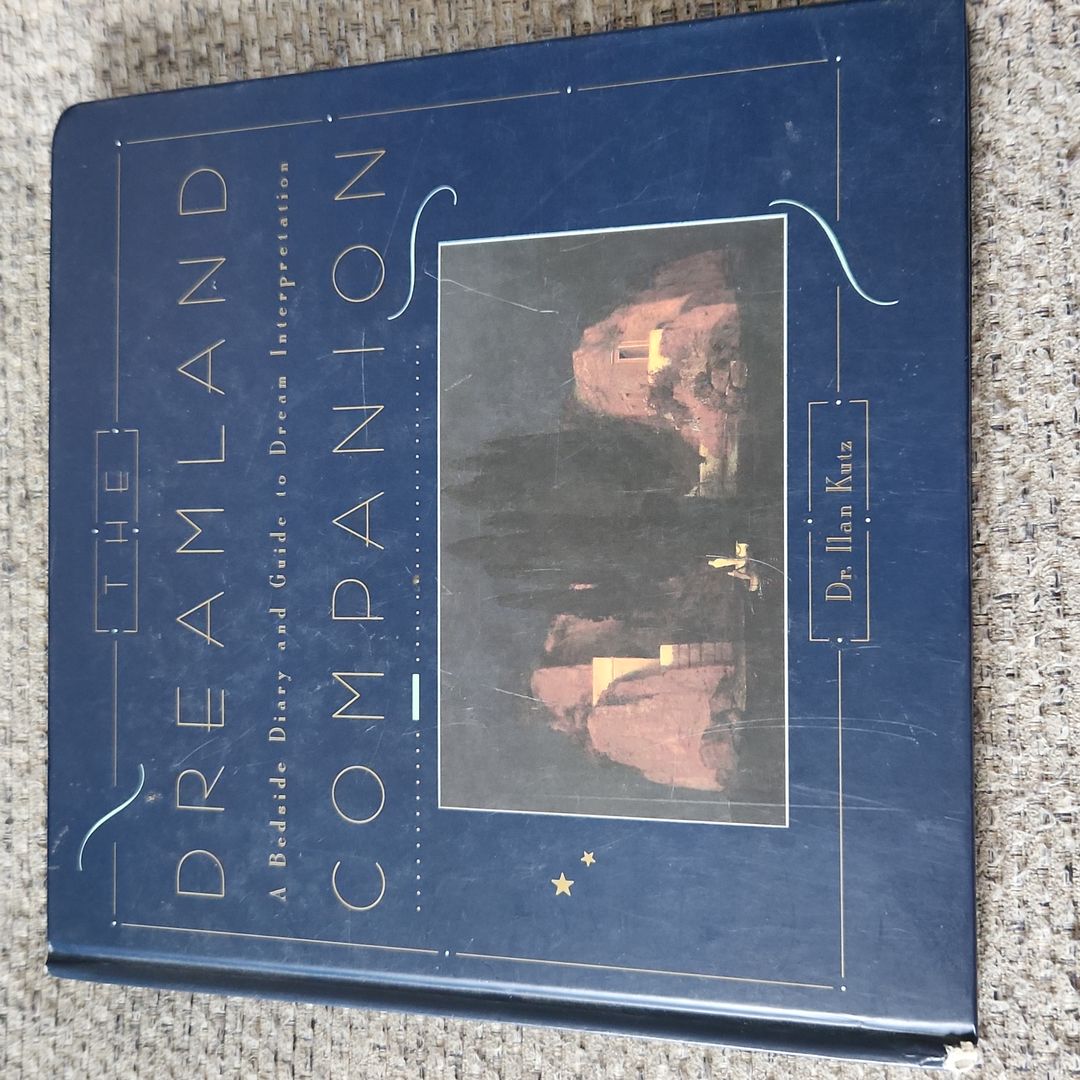 THE
DREAMLAND
A Bedside Diary and Guide to Dream Interpretation
COMPANION
Dr. Ilan Kutz